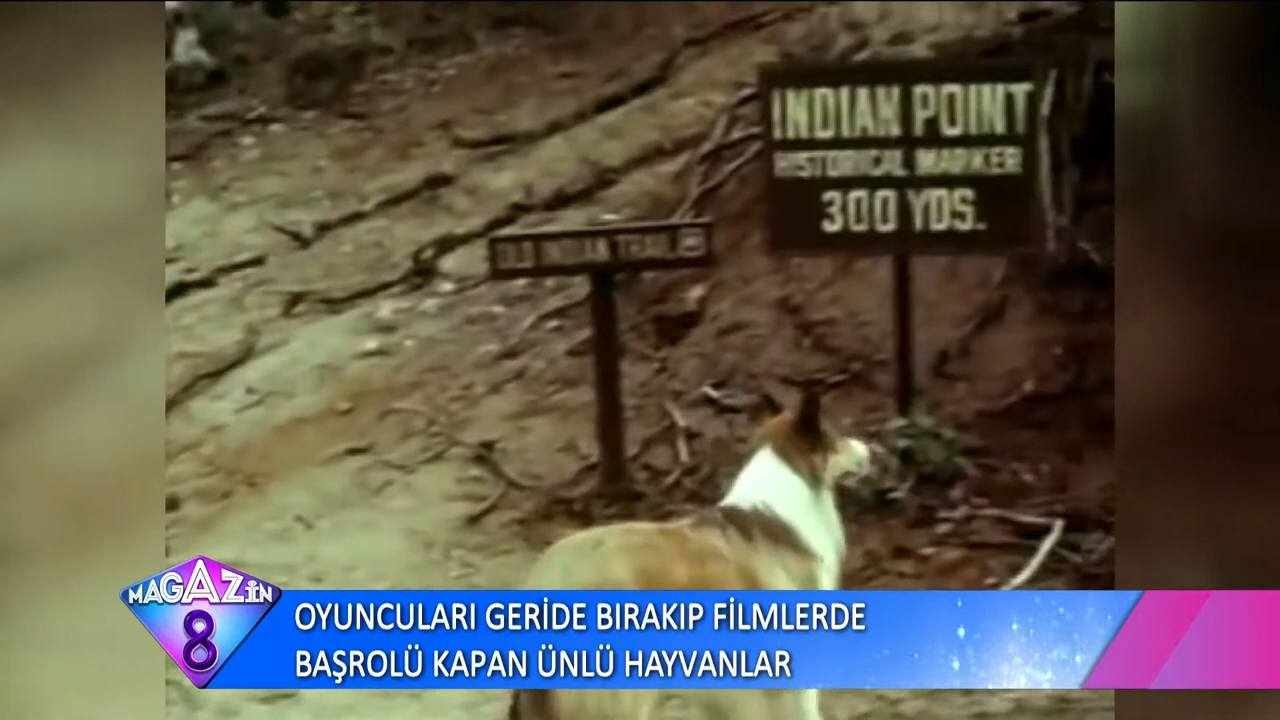 INDIAN POINT
HISTORICAL MARKER
300 YDS.
OLD INDIAN TRAIL
MAGAZİN
8
OYUNCULARI GERİDE BIRAKIP FİLMLERDE
BAŞROLÜ KAPAN ÜNLÜ HAYVANLAR